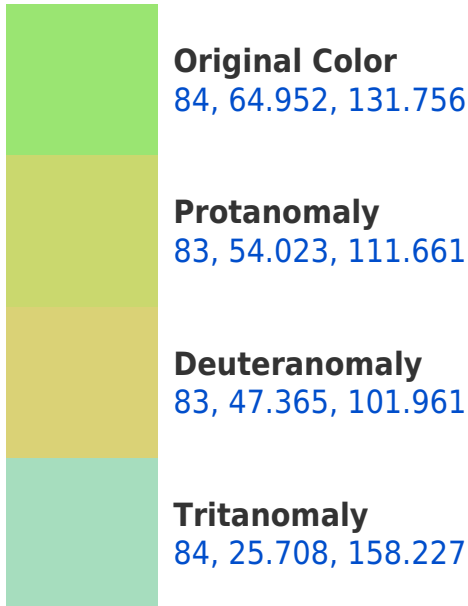 Original Color
84, 64.952, 131.756
Protanomaly
83, 54.023, 111.661
Deuteranomaly
83, 47.365, 101.961
Tritanomaly
84, 25.708, 158.227